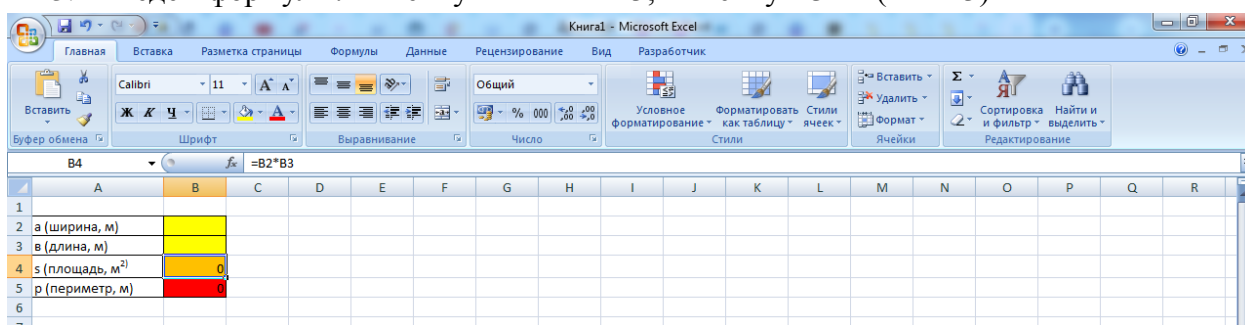 Книга1 - Microsoft Excel
Главная Вставка Разметка страницы Формулы Данные Рецензирование Вид Разработчик
Вставить
Calibri 11
Ж К Ч
Общий
% 000
Условное форматирование
Форматировать как таблицу
Стили ячеек
Вставить
Удалить
Формат
Σ
Сортировка и фильтр
Найти и выделить
Буфер обмена Шрифт Выравнивание Число Стили Ячейки Редактирование
B4 fx =B2*B3
A B C D E F G H I J K L M N O P Q R
1
2 а (ширина, м)
3 в (длина, м)
4 s (площадь, м²⁾ 0
5 р (периметр, м) 0
6